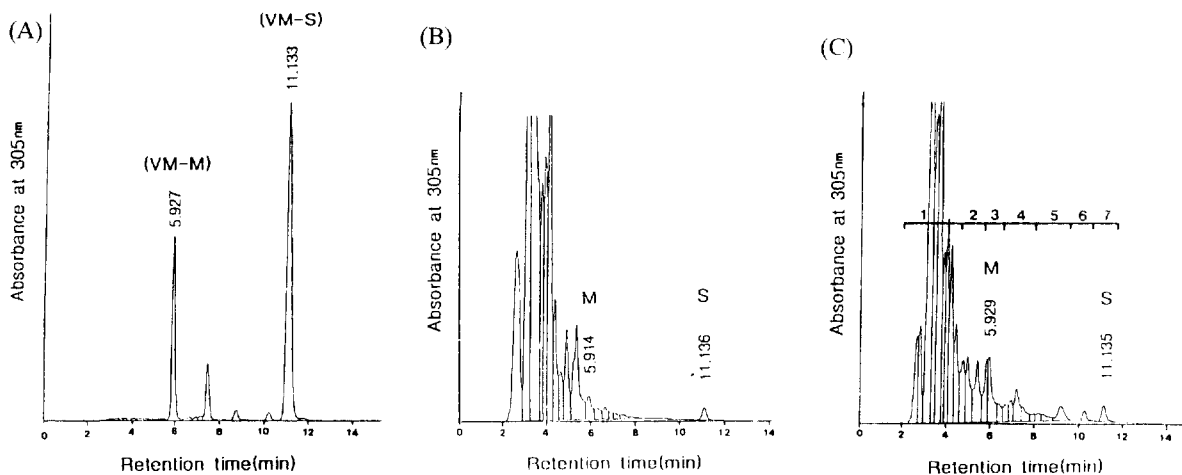 (A)
(VM-M)
5.927
(VM-S)
11.133
Absorbance at 305nm
0 2 4 6 8 10 12 14
Retention time(min)
(B)
M
5.914
S
11.136
Absorbance at 305nm
0 2 4 6 8 10 12 14
Retention time(min)
(C)
1 2 3 4 5 6 7
M
5.929
S
11.135
Absorbance at 305nm
0 2 4 6 8 10 12 14
Retention time(min)